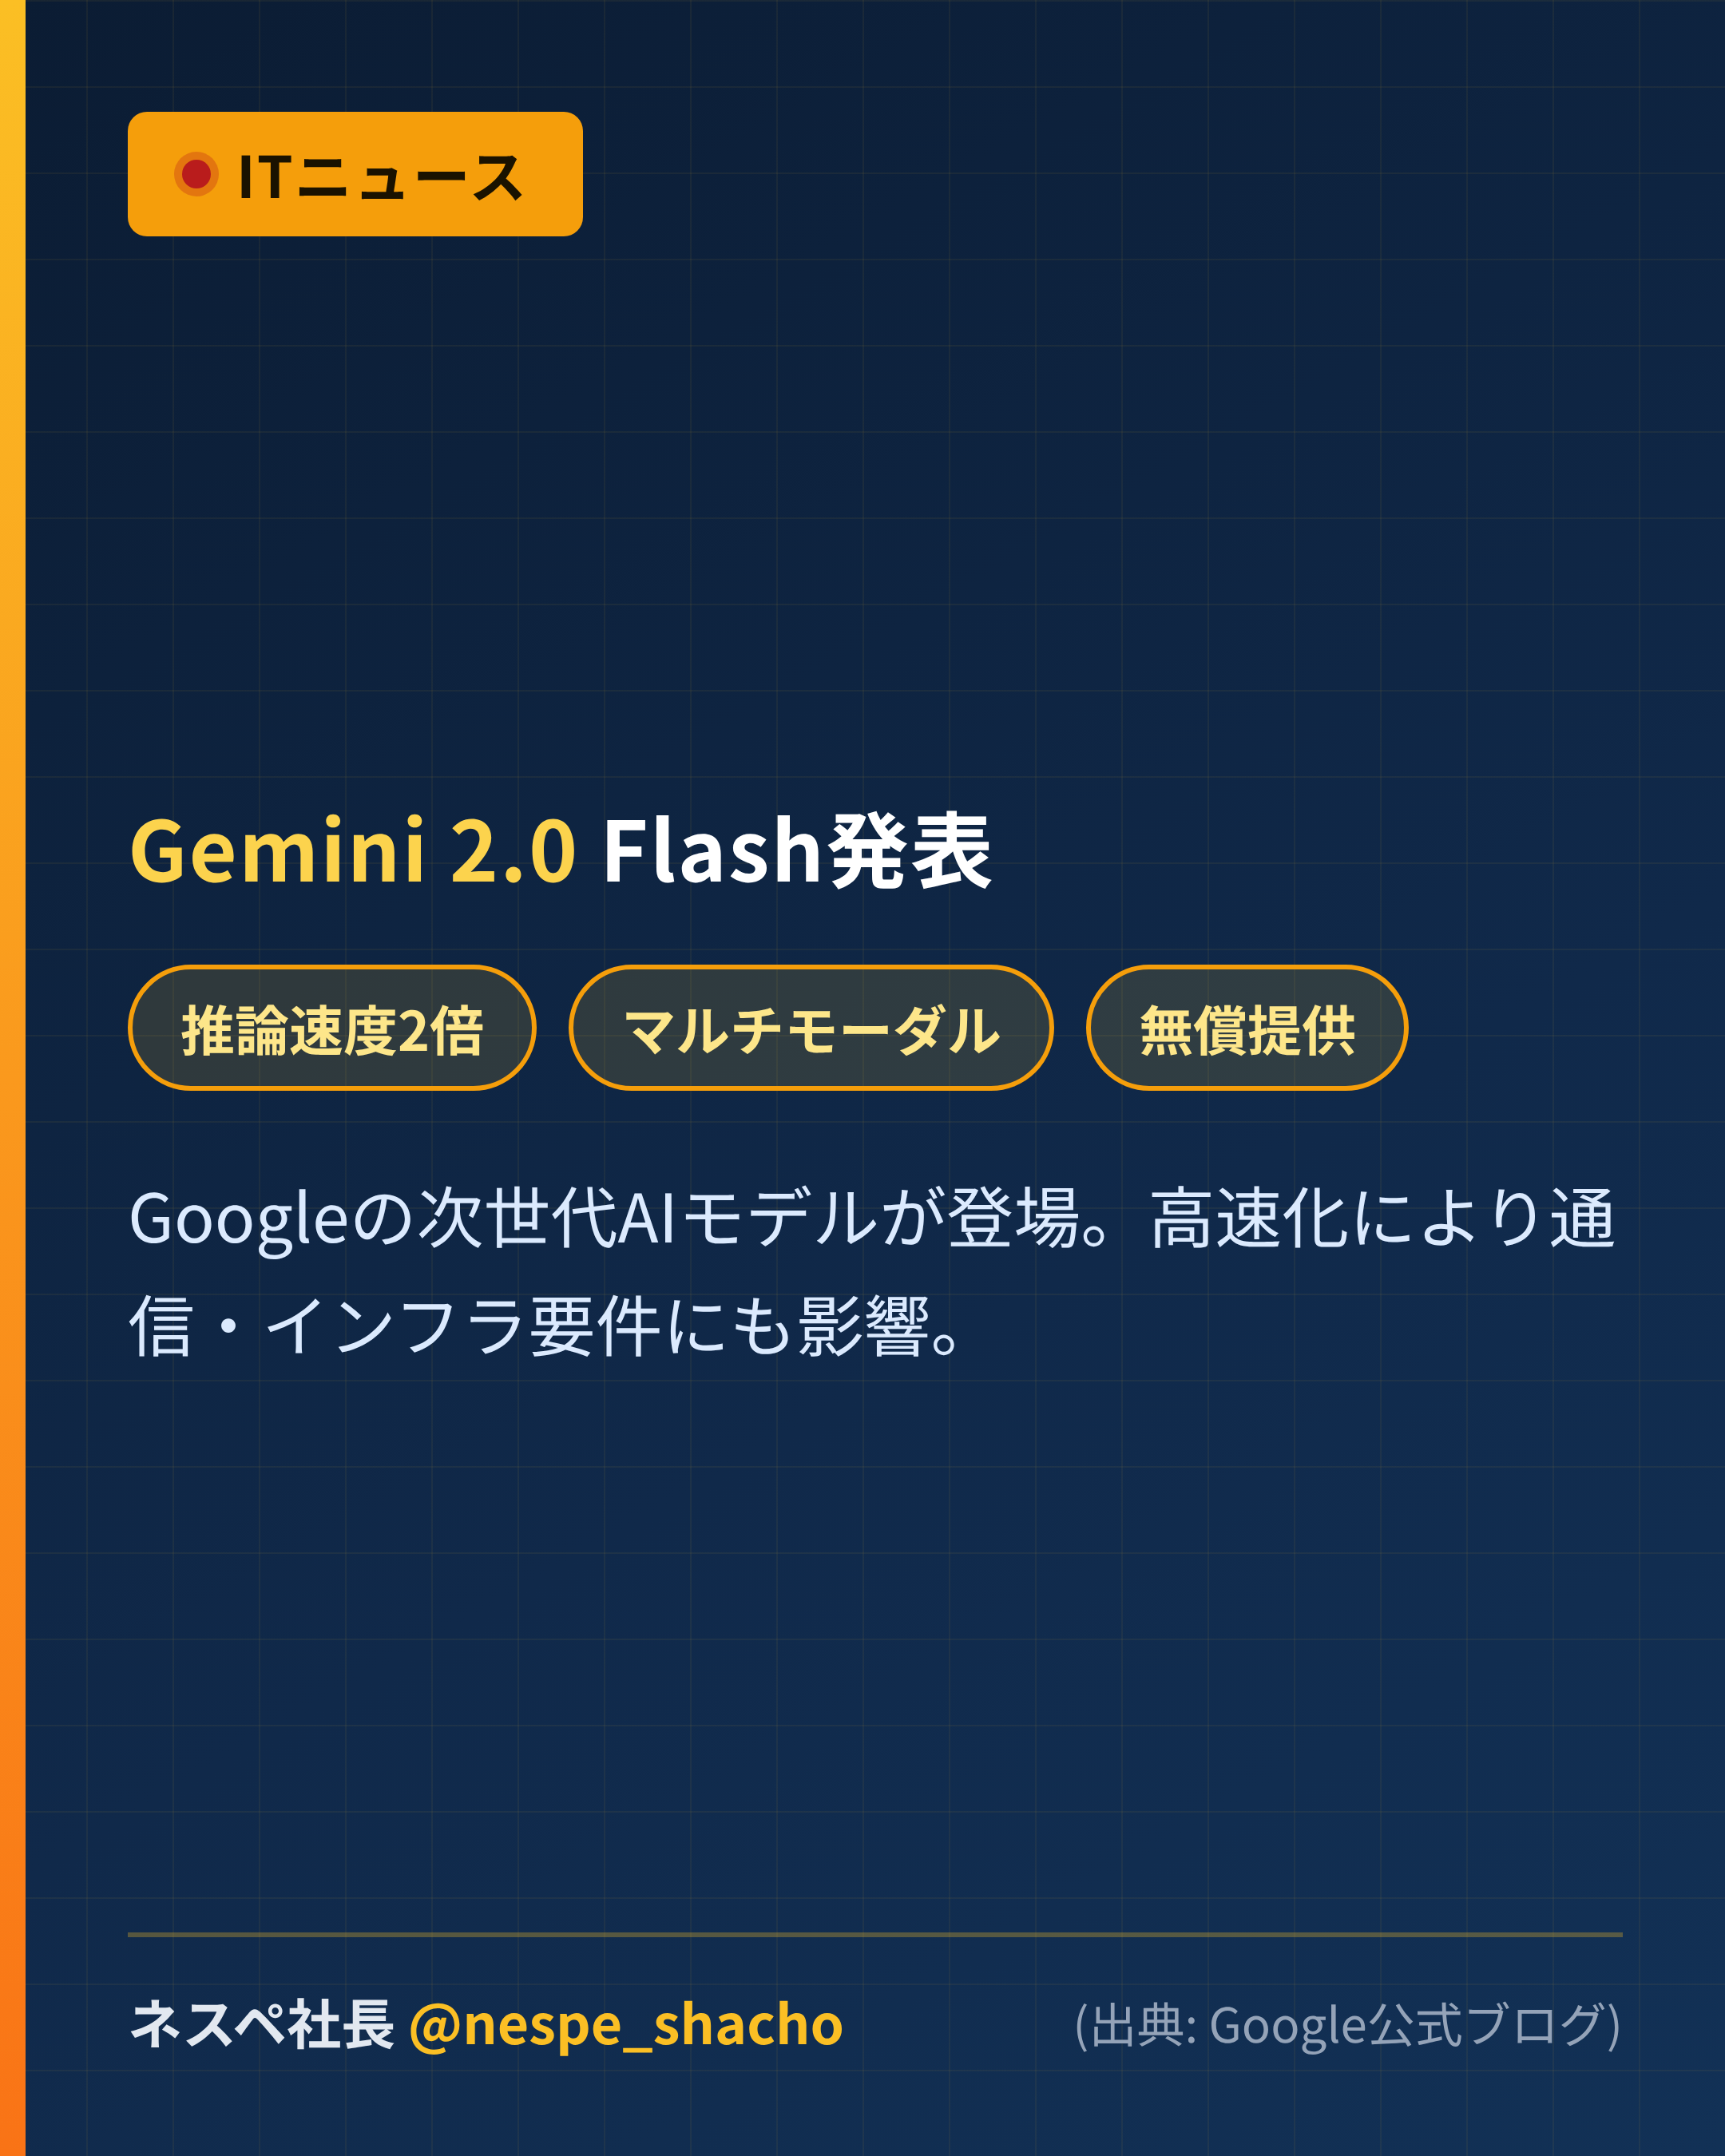 ITニュース
Gemini 2.0 Flash発表
推論速度2倍 マルチモーダル 無償提供
Googleの次世代AIモデルが登場。高速化により通
信・インフラ要件にも影響。
ネスペ社長 @nespe_shacho (出典: Google公式ブログ)